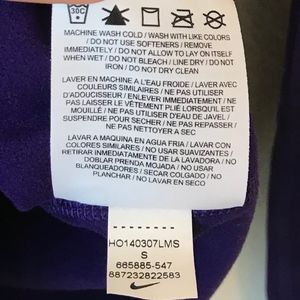 30C
MACHINE WASH COLD / WASH WITH LIKE COLORS
/ DO NOT USE SOFTENERS / REMOVE
IMMEDIATELY / DO NOT ALLOW TO LAY ON ITSELF
WHEN WET / DO NOT BLEACH / LINE DRY / DO NOT
IRON / DO NOT DRY CLEAN
LAVER EN MACHINE A L'EAU FROIDE / LAVER AVEC
COULEURS SIMILAIRES / NE PAS UTILISER
D'ADOUCISSEUR / ENLEVER IMMEDIATEMENT / NE
PAS LAISSER LE VÊTEMENT PLIÉ LORSQU'IL EST
HUMIDE / NE PAS UTILISER D'EAU DE JAVEL /
SUSPENDRE POUR SECHER / NE PAS REPASSER /
NE PAS NETTOYER A SEC
LAVAR A MAQUINA EN AGUA FRIA / LAVAR CON
COLORES SIMILARES / NO USAR SUAVIZANTES /
RETIRAR INMEDIATAMENTE DE LA LAVADORA / NO
DOBLAR PRENDA MOJADA / NO USAR
BLANQUEADORES / SECAR COLGADO / NO
PLANCHAR / NO LAVAR EN SECO
HO140307LMS
S
665885-547
887232822583